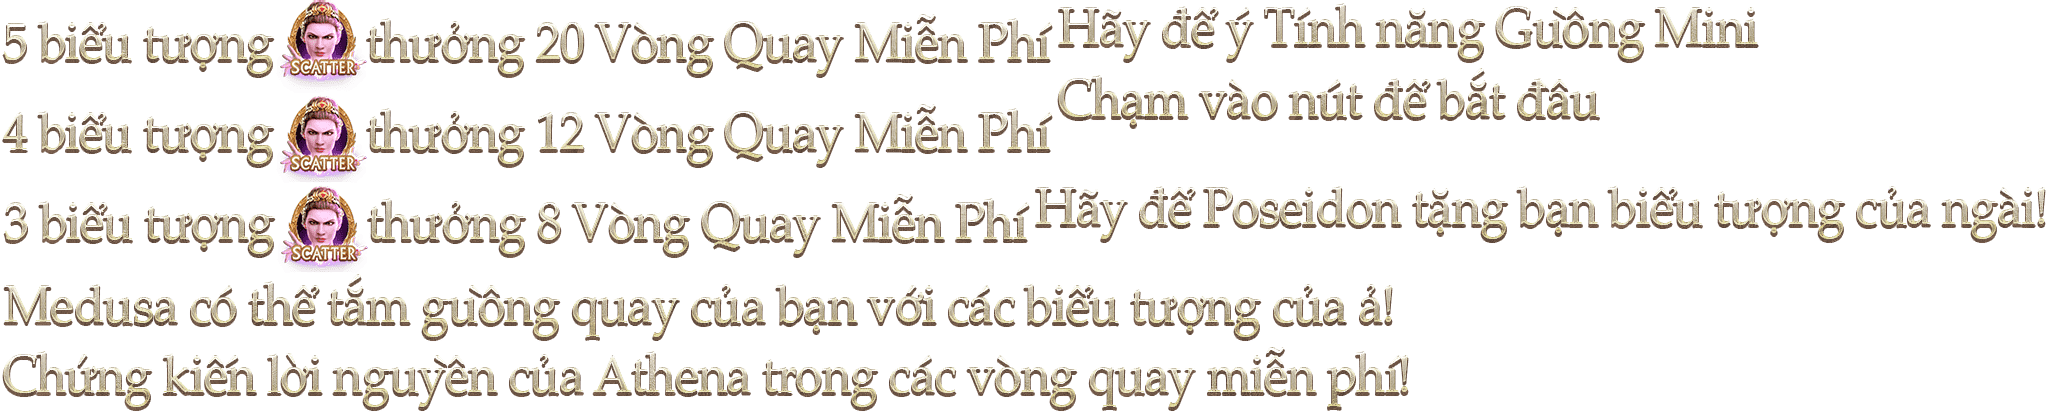 5 biểu tượng SCATTER thưởng 20 Vòng Quay Miễn Phí
Hãy để ý Tính năng Guồng Mini
Chạm vào nút để bắt đầu
4 biểu tượng SCATTER thưởng 12 Vòng Quay Miễn Phí
3 biểu tượng SCATTER thưởng 8 Vòng Quay Miễn Phí
Hãy để Poseidon tặng bạn biểu tượng của ngài!
Medusa có thể tắm guồng quay của bạn với các biểu tượng của ả!
Chứng kiến lời nguyền của Athena trong các vòng quay miễn phí!